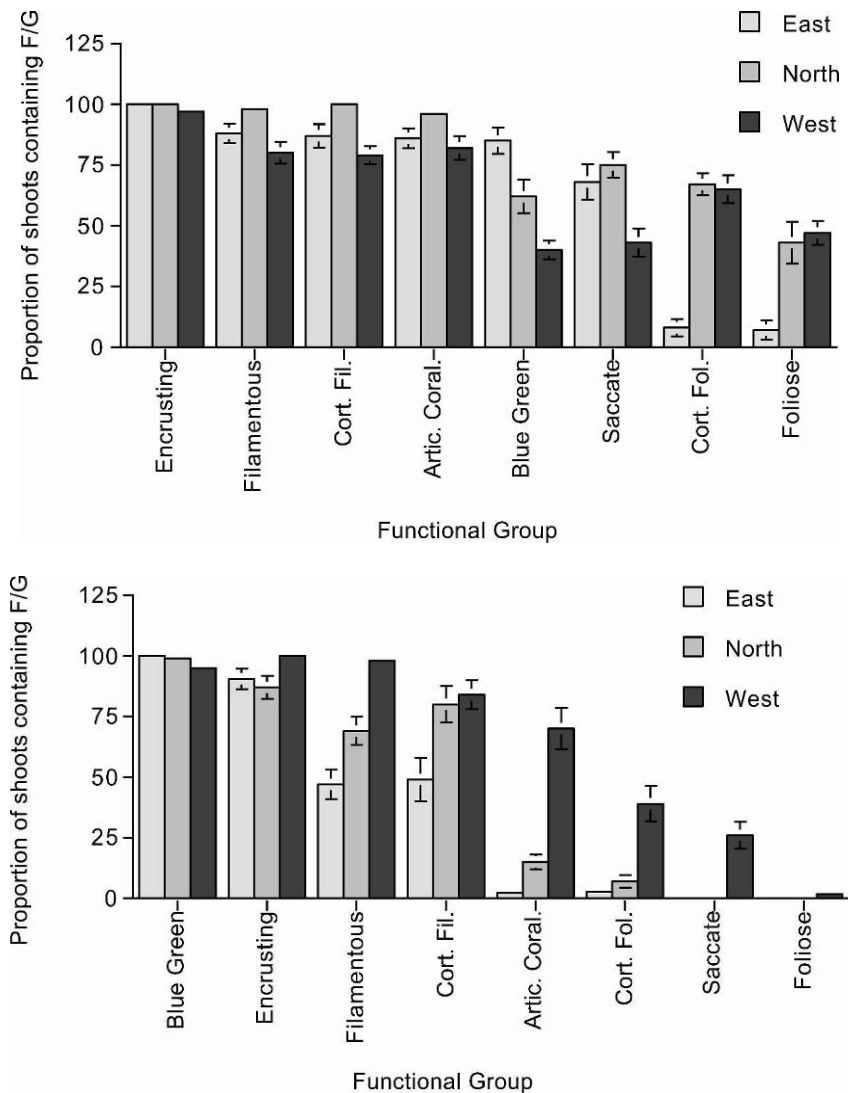 Proportion of shoots containing F/G
125
100
75
50
25
0
East
North
West
Encrusting
Filamentous
Cort. Fil.
Artic. Coral.
Blue Green
Saccate
Cort. Fol.
Foliose
Functional Group
Proportion of shoots containing F/G
125
100
75
50
25
0
East
North
West
Blue Green
Encrusting
Filamentous
Cort. Fil.
Artic. Coral.
Cort. Fol.
Saccate
Foliose
Functional Group